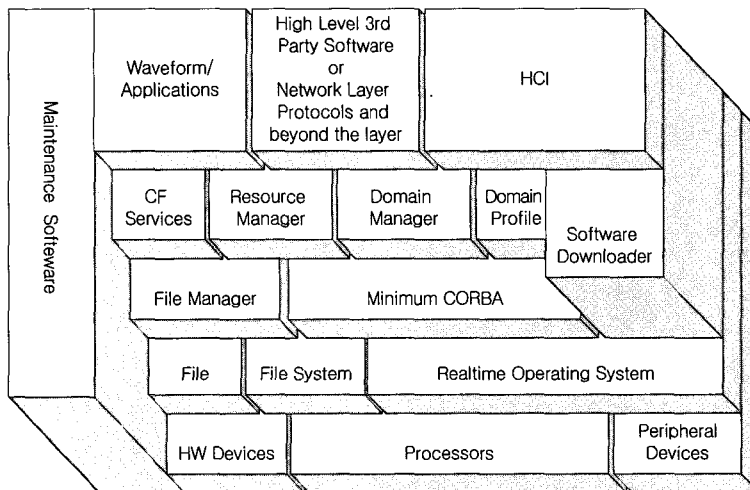 Maintenance Softeware
Waveform/
Applications
High Level 3rd
Party Software
or
Network Layer
Protocols and
beyond the layer
HCI
CF
Services
Resource
Manager
Domain
Manager
Domain
Profile
Software
Downloader
File Manager
Minimum CORBA
File
File System
Realtime Operating System
HW Devices
Processors
Peripheral
Devices